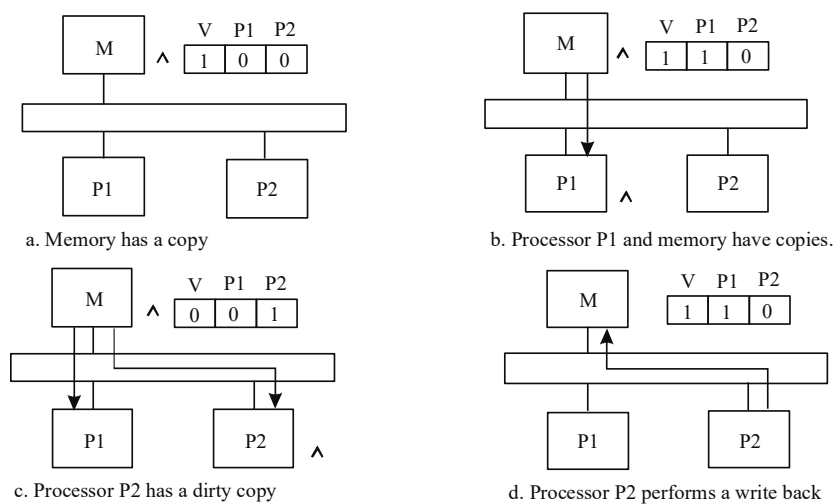 V P1 P2
M ^ 1 0 0
P1 P2
a. Memory has a copy
V P1 P2
M ^ 1 1 0
P1 ^ P2
b. Processor P1 and memory have copies.
V P1 P2
M ^ 0 0 1
P1 P2 ^
c. Processor P2 has a dirty copy
V P1 P2
M 1 1 0
P1 P2
d. Processor P2 performs a write back